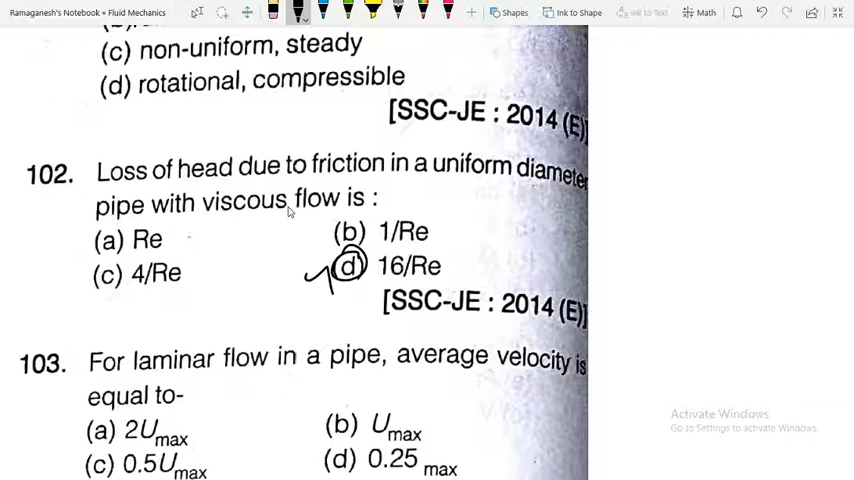 Ramaganesh's Notebook » Fluid Mechanics
Shapes
Ink to Shape
Ink to Text
Math
(c) non-uniform, steady
(d) rotational, compressible
[SSC-JE : 2014 (E)]
102. Loss of head due to friction in a uniform diameter
pipe with viscous flow is :
(a) Re (b) 1/Re
(c) 4/Re (d) 16/Re
[SSC-JE : 2014 (E)]
103. For laminar flow in a pipe, average velocity is
equal to-
(a) 2Umax (b) Umax
(c) 0.5Umax (d) 0.25 max
Activate Windows
Go to Settings to activate Windows.